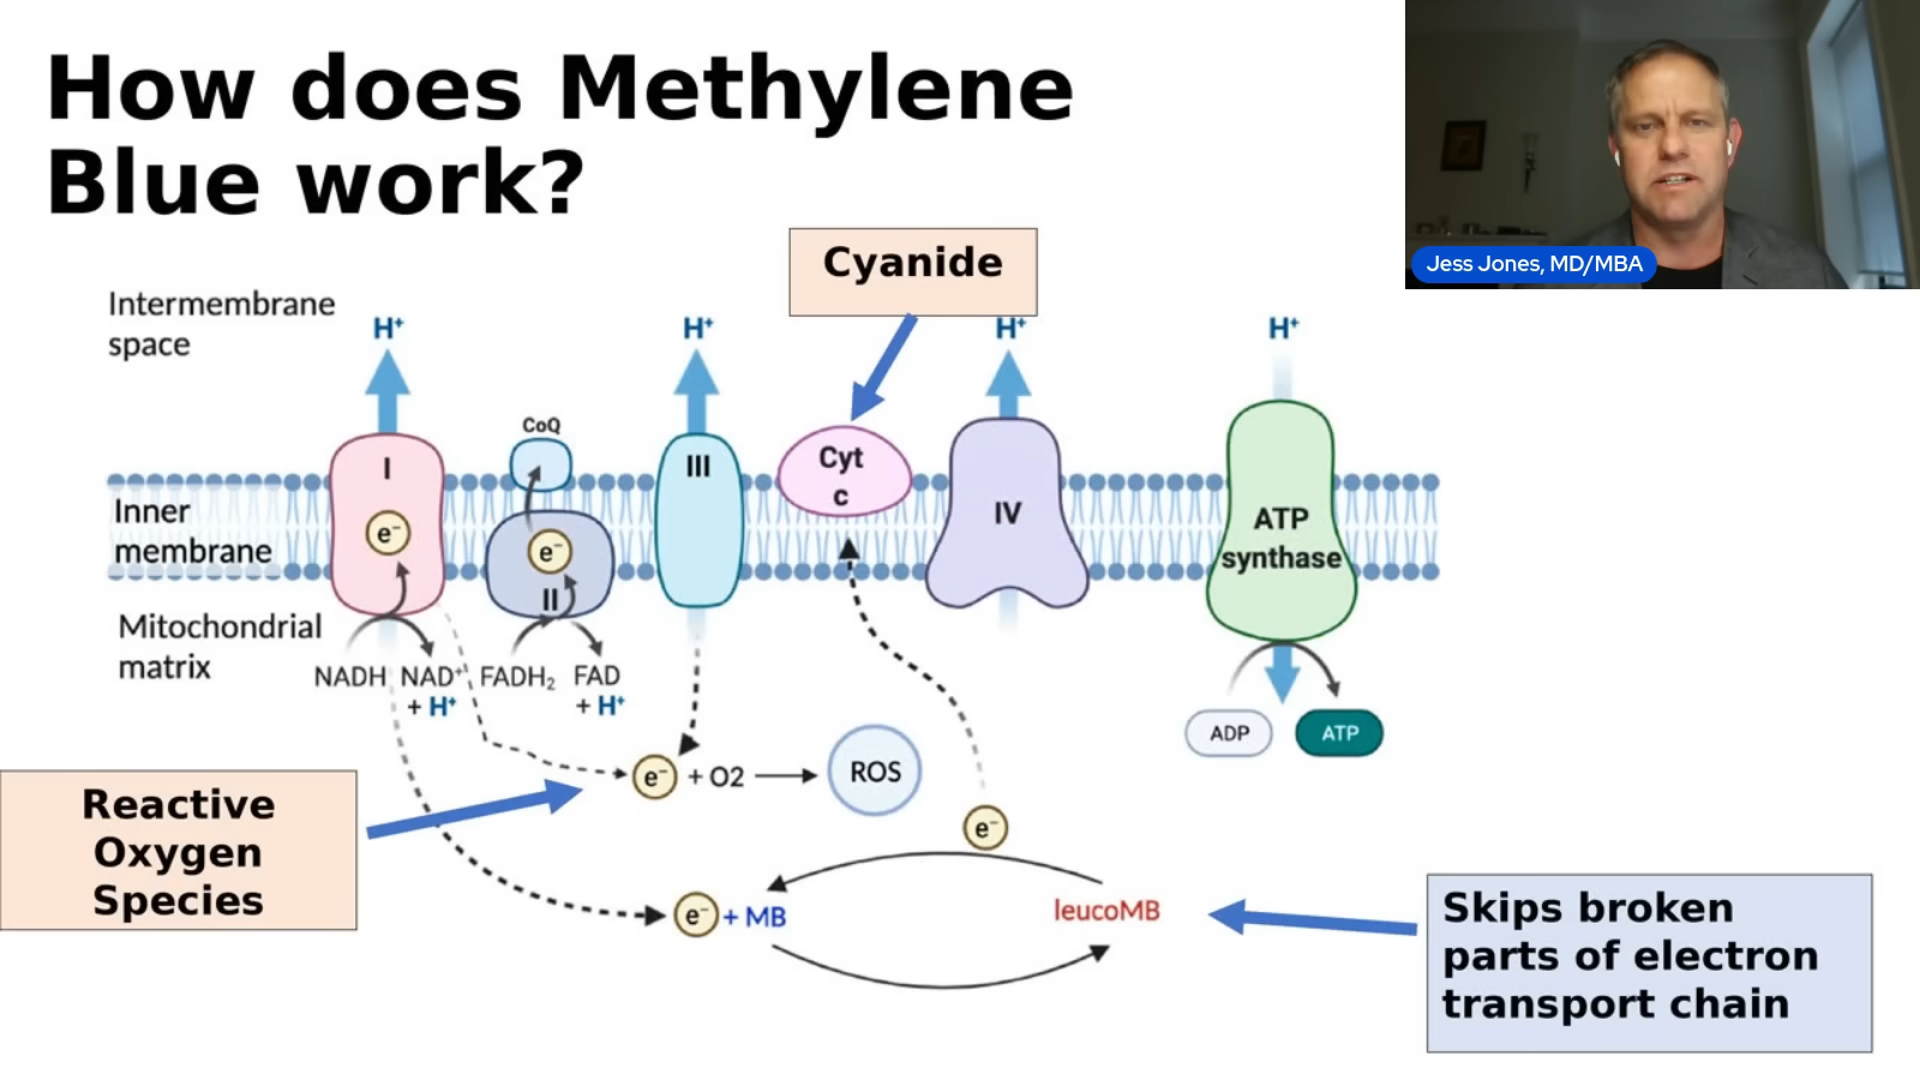 How does Methylene
Blue work?
Jess Jones, MD/MBA
Cyanide
Intermembrane
space
H⁺
H⁺
H⁺
H⁺
CoQ
I
III
Cyt
c
IV
ATP
synthase
Inner
membrane
e⁻
e⁻
II
Mitochondrial
matrix
NADH NAD⁺
+ H⁺
FADH₂ FAD
+ H⁺
ADP
ATP
e⁻ + O2
ROS
Reactive
Oxygen
Species
e⁻
e⁻ + MB
leucoMB
Skips broken
parts of electron
transport chain